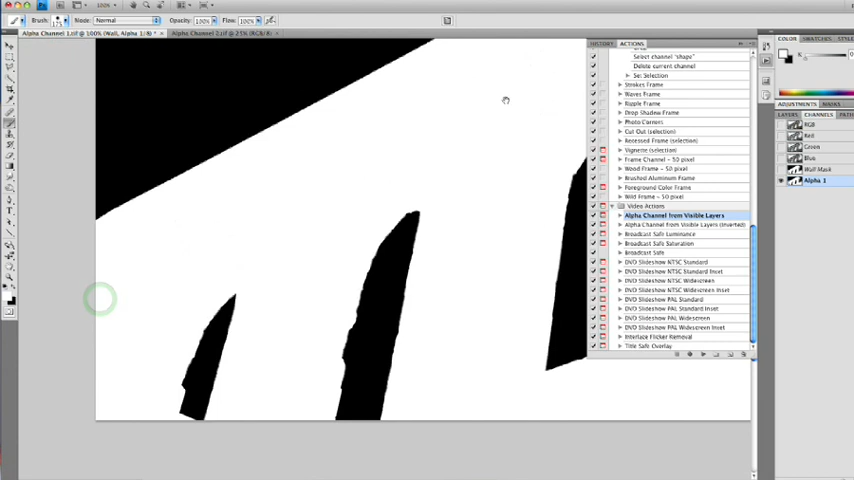 100%
Brush:
175
Mode: Normal
Opacity: 100%
Flow: 100%
Alpha Channel 1.tif @ 100% (Wall, Alpha 1/8) *
Alpha Channel 2.tif @ 25% (RGB/8)
HISTORY
ACTIONS
Select channel "shape"
Delete current channel
Set Selection
Strokes Frame
Waves Frame
Ripple Frame
Drop Shadow Frame
Photo Corners
Cut Out (selection)
Recessed Frame (selection)
Vignette (selection)
Frame Channel - 50 pixel
Wood Frame - 50 pixel
Brushed Aluminum Frame
Foreground Color Frame
Wild Frame - 50 pixel
Video Actions
Alpha Channel from Visible Layers
Alpha Channel from Visible Layers (inverted)
Broadcast Safe Luminance
Broadcast Safe Saturation
Broadcast Safe
DVD Slideshow NTSC Standard
DVD Slideshow NTSC Standard Inset
DVD Slideshow NTSC Widescreen
DVD Slideshow NTSC Widescreen Inset
DVD Slideshow PAL Standard
DVD Slideshow PAL Standard Inset
DVD Slideshow PAL Widescreen
DVD Slideshow PAL Widescreen Inset
Interlace Flicker Removal
Title Safe Overlay
COLOR
SWATCHES
STYLE
K
ADJUSTMENTS
MASKS
LAYERS
CHANNELS
PATH
RGB
Red
Green
Blue
Wall Mask
Alpha 1